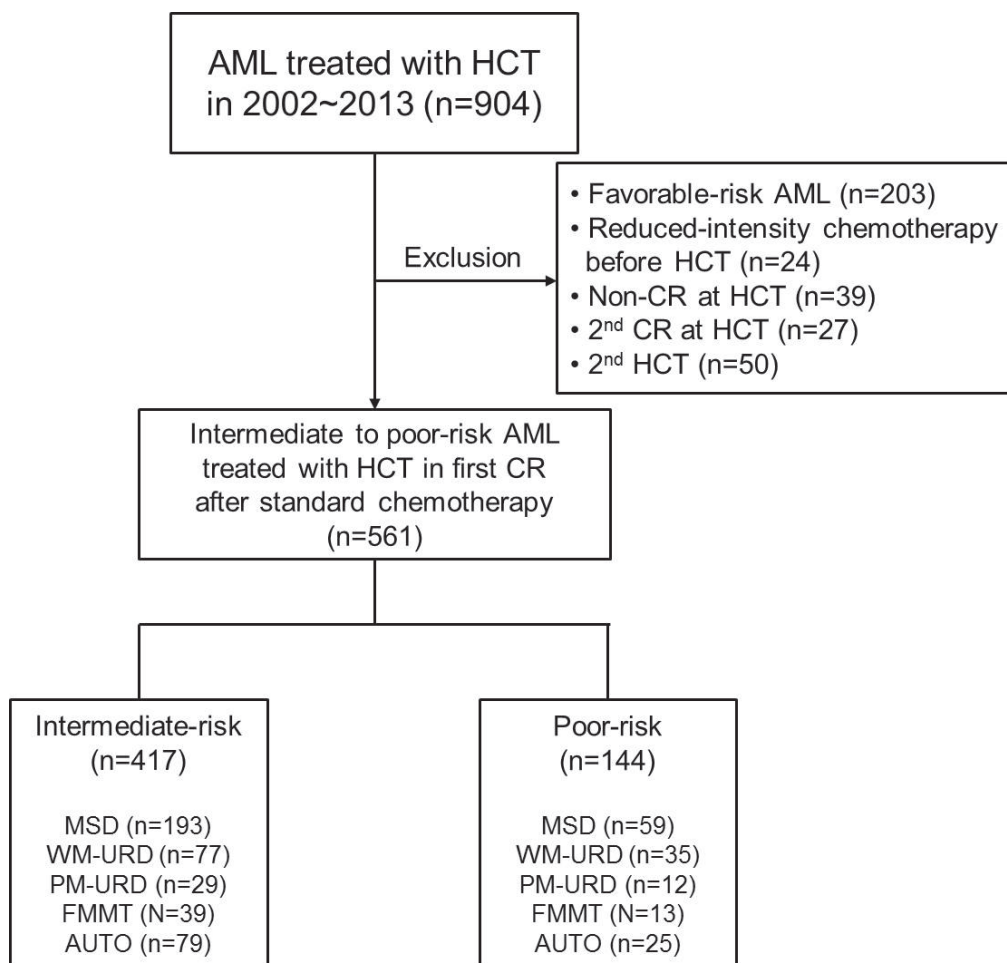 AML treated with HCT
in 2002~2013 (n=904)
Exclusion
• Favorable-risk AML (n=203)
• Reduced-intensity chemotherapy
before HCT (n=24)
• Non-CR at HCT (n=39)
• 2nd CR at HCT (n=27)
• 2nd HCT (n=50)
Intermediate to poor-risk AML
treated with HCT in first CR
after standard chemotherapy
(n=561)
Intermediate-risk
(n=417)
MSD (n=193)
WM-URD (n=77)
PM-URD (n=29)
FMMT (N=39)
AUTO (n=79)
Poor-risk
(n=144)
MSD (n=59)
WM-URD (n=35)
PM-URD (n=12)
FMMT (N=13)
AUTO (n=25)